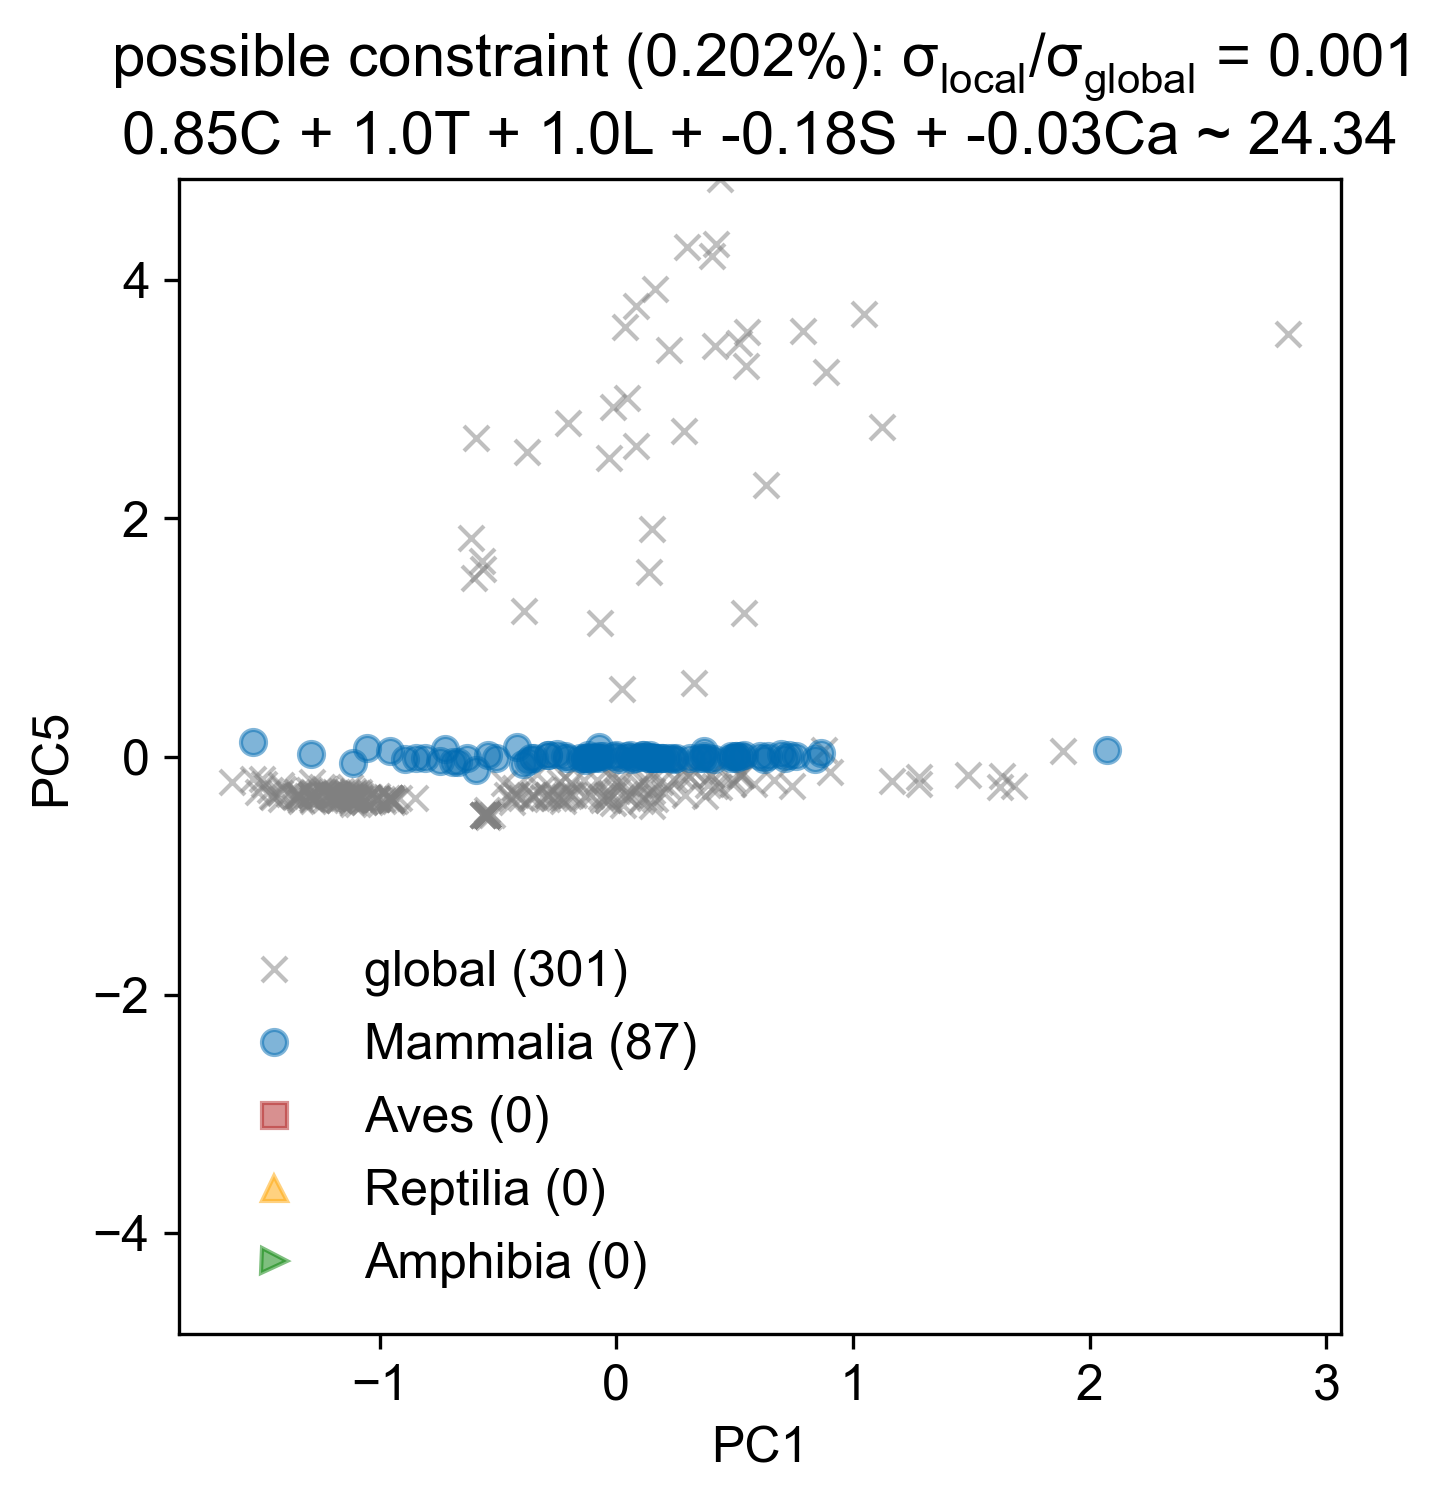 possible constraint (0.202%): σlocal/σglobal = 0.001
0.85C + 1.0T + 1.0L + -0.18S + -0.03Ca ~ 24.34
4
2
0
−2
−4
PC5
global (301)
Mammalia (87)
Aves (0)
Reptilia (0)
Amphibia (0)
−1 0 1 2 3
PC1